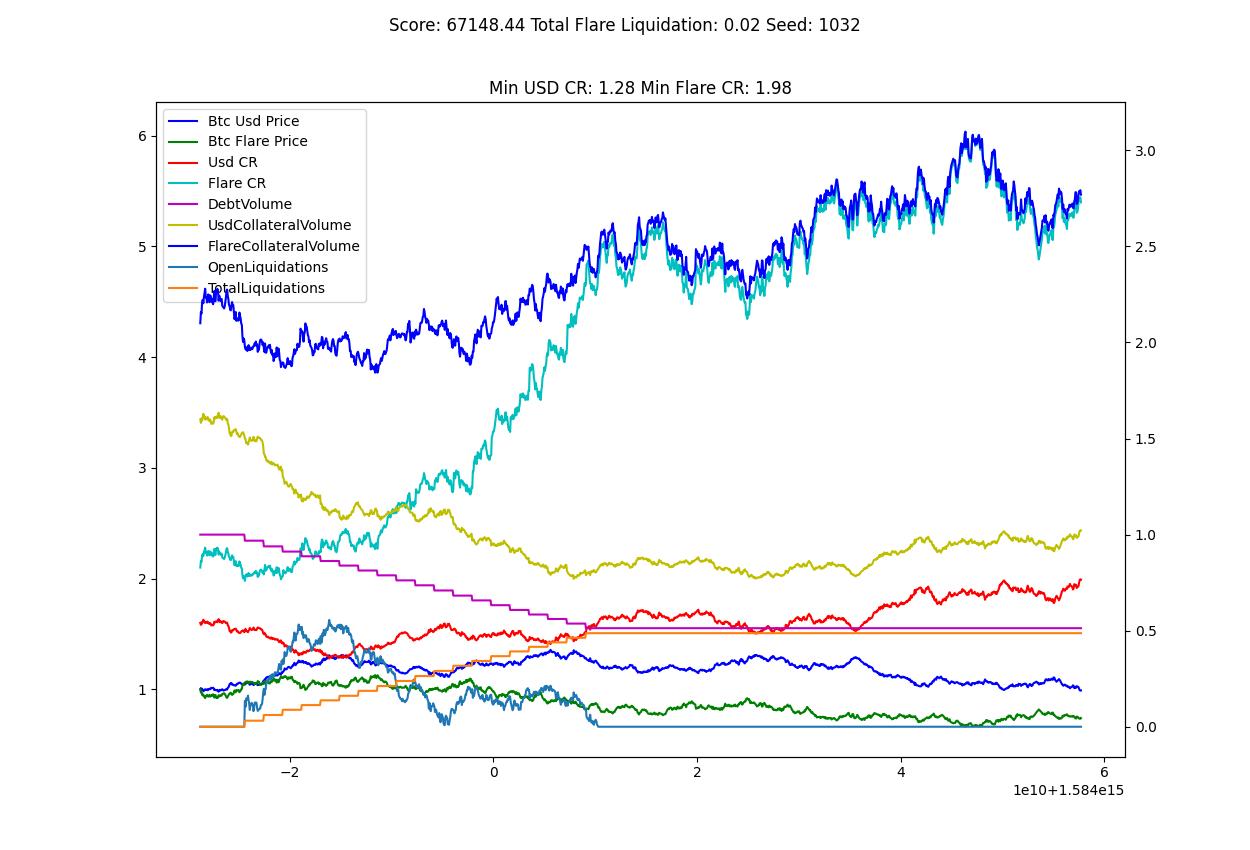 Score: 67148.44 Total Flare Liquidation: 0.02 Seed: 1032
Min USD CR: 1.28 Min Flare CR: 1.98
Btc Usd Price
Btc Flare Price
Usd CR
Flare CR
DebtVolume
UsdCollateralVolume
FlareCollateralVolume
OpenLiquidations
TotalLiquidations
6
5
4
3
2
1
3.0
2.5
2.0
1.5
1.0
0.5
0.0
−2 0 2 4 6
1e10+1.584e15